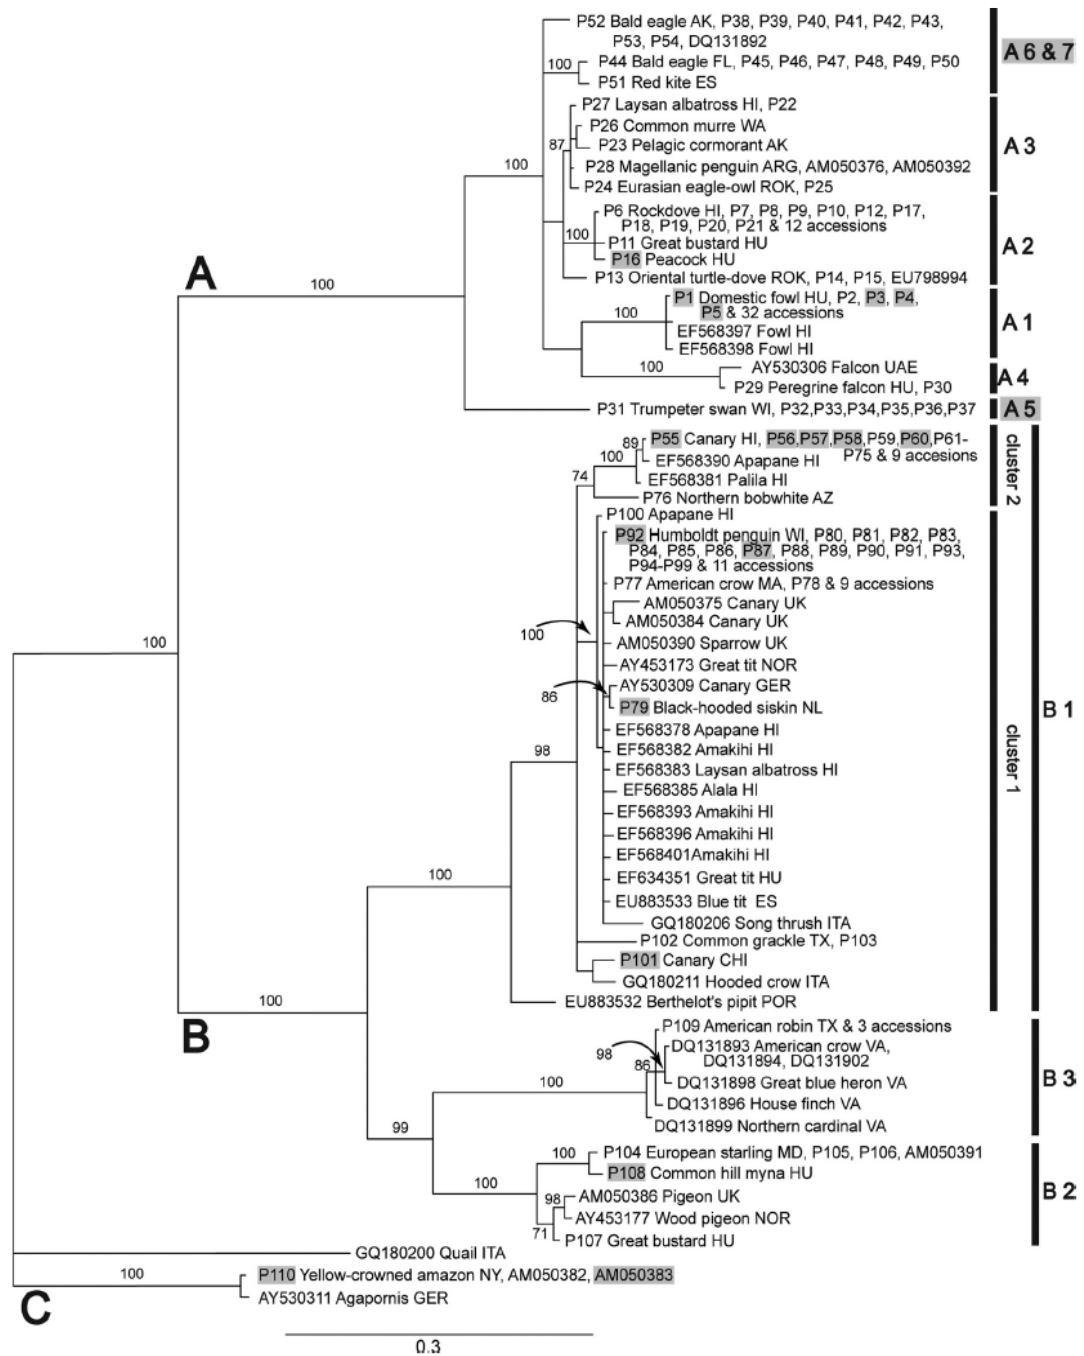 P52 Bald eagle AK, P38, P39, P40, P41, P42, P43,
P53, P54, DQ131892
A 6 & 7
100
P44 Bald eagle FL, P45, P46, P47, P48, P49, P50
P51 Red kite ES
P27 Laysan albatross HI, P22
P26 Common murre WA
87
P23 Pelagic cormorant AK
A 3
100
P28 Magellanic penguin ARG, AM050376, AM050392
P24 Eurasian eagle-owl ROK, P25
P6 Rockdove HI, P7, P8, P9, P10, P12, P17,
P18, P19, P20, P21 & 12 accessions
100
P11 Great bustard HU
A 2
P16 Peacock HU
A
P13 Oriental turtle-dove ROK, P14, P15, EU798994
100
P1 Domestic fowl HU, P2, P3, P4,
P5 & 32 accessions
100
A 1
EF568397 Fowl HI
EF568398 Fowl HI
100
AY530306 Falcon UAE
A 4
P29 Peregrine falcon HU, P30
P31 Trumpeter swan WI, P32,P33,P34,P35,P36,P37
A 5
89
P55 Canary HI, P56,P57,P58,P59,P60,P61-
P75 & 9 accesions
100
EF568390 Apapane HI
74
EF568381 Palila HI
cluster 2
P76 Northern bobwhite AZ
P100 Apapane HI
P92 Humboldt penguin WI, P80, P81, P82, P83,
P84, P85, P86, P87, P88, P89, P90, P91, P93,
P94-P99 & 11 accessions
P77 American crow MA, P78 & 9 accessions
AM050375 Canary UK
AM050384 Canary UK
100
AM050390 Sparrow UK
100
AY453173 Great tit NOR
AY530309 Canary GER
86
P79 Black-hooded siskin NL
B 1
EF568378 Apapane HI
98
EF568382 Amakihi HI
cluster 1
EF568383 Laysan albatross HI
EF568385 Alala HI
EF568393 Amakihi HI
EF568396 Amakihi HI
EF568401Amakihi HI
100
EF634351 Great tit HU
EU883533 Blue tit ES
GQ180206 Song thrush ITA
P102 Common grackle TX, P103
P101 Canary CHI
GQ180211 Hooded crow ITA
100
EU883532 Berthelot's pipit POR
B
P109 American robin TX & 3 accessions
98
DQ131893 American crow VA,
DQ131894, DQ131902
86
B 3
100
DQ131898 Great blue heron VA
DQ131896 House finch VA
DQ131899 Northern cardinal VA
99
100
P104 European starling MD, P105, P106, AM050391
P108 Common hill myna HU
100
98
AM050386 Pigeon UK
B 2
AY453177 Wood pigeon NOR
71
P107 Great bustard HU
GQ180200 Quail ITA
100
P110 Yellow-crowned amazon NY, AM050382, AM050383
C
AY530311 Agapornis GER
0.3